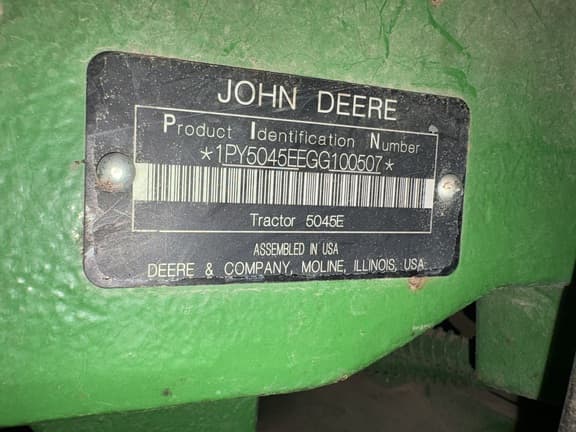 JOHN DEERE
Product Identification Number
*1PY5045EEGG100507*
Tractor 5045E
ASSEMBLED IN USA
DEERE & COMPANY, MOLINE, ILLINOIS, USA